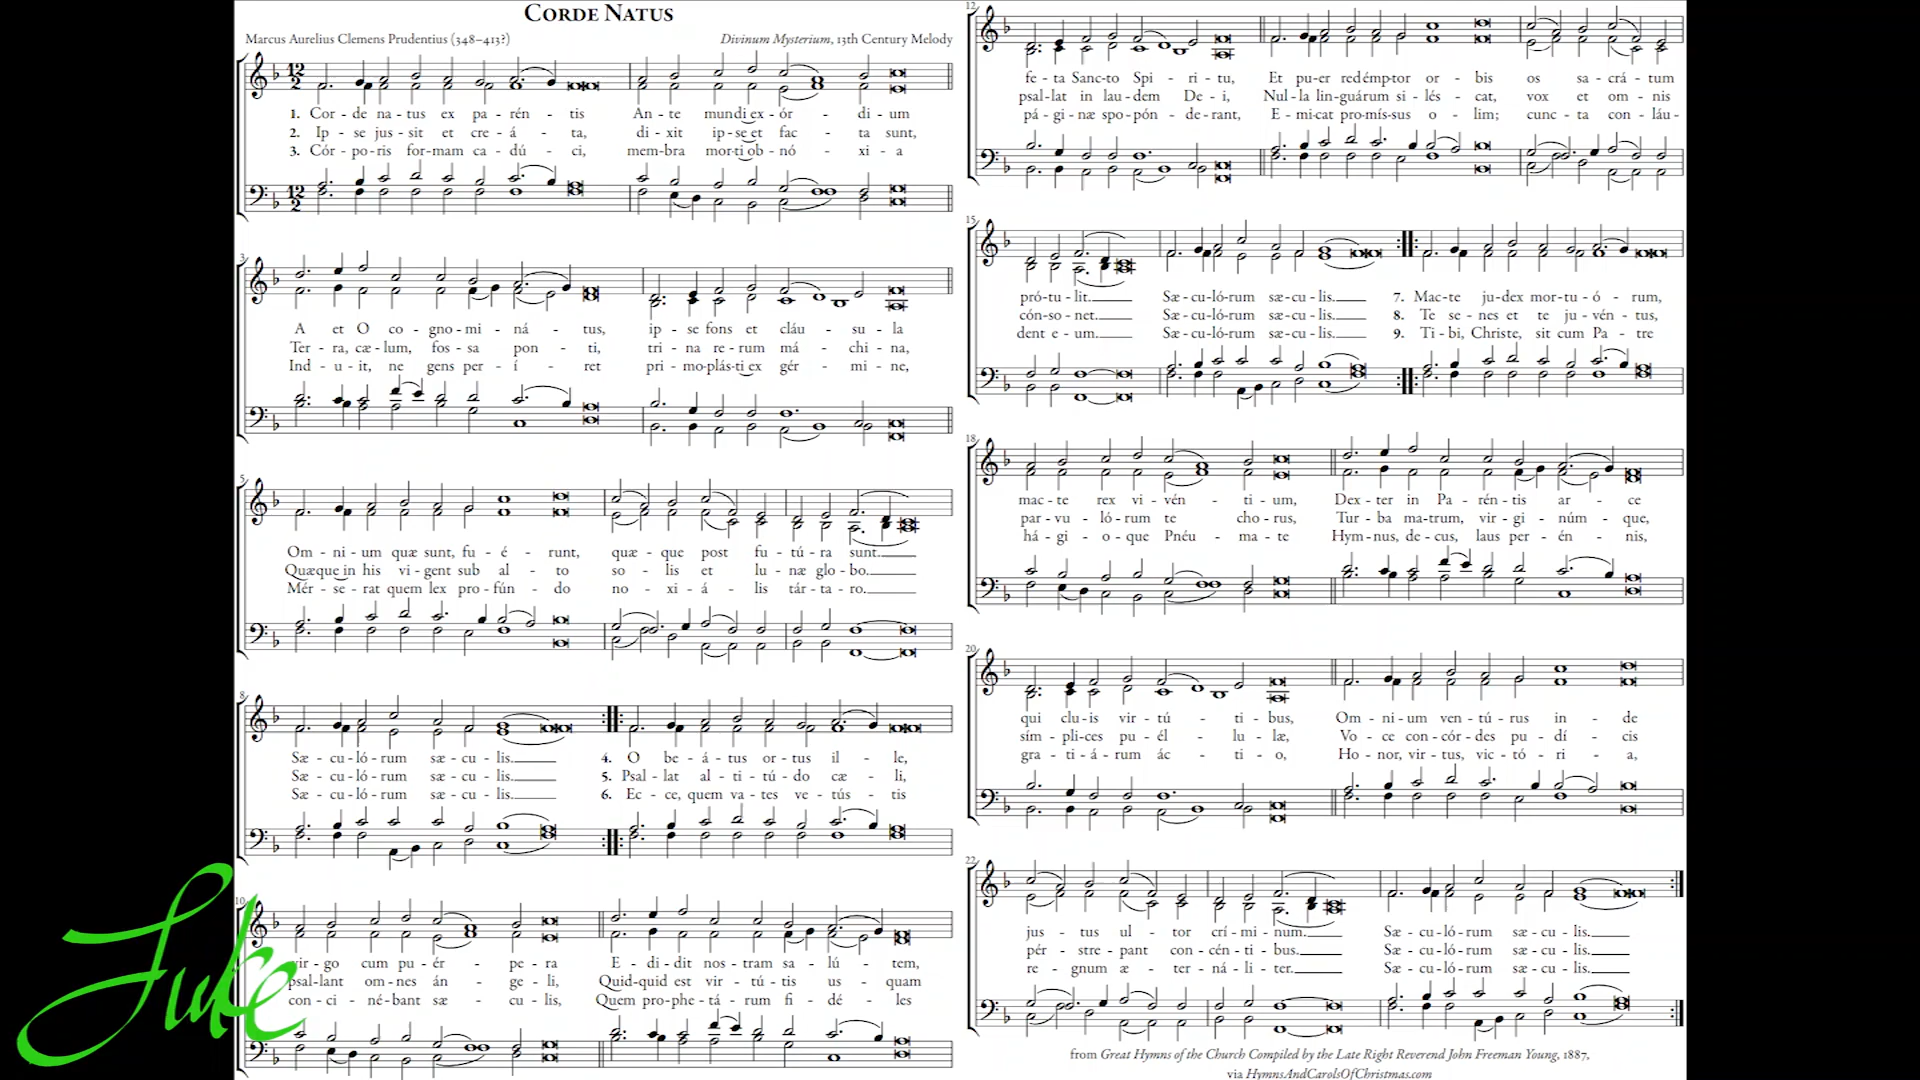 Corde Natus
Marcus Aurelius Clemens Prudentius (348–413?)
Divinum Mysterium, 13th Century Melody
12
2
1. Cor - de na - tus ex pa - rén - tis An - te mundi ex - ór - di - um
2. Ip - se jus - sit et cre - á - ta, di - xit ip - se et fac - ta sunt,
3. Cór - po - ris for - mam ca - dú - ci, mem - bra mor - ti ob - nó - xi - a
12
2
3
A et O co - gno - mi - ná - tus, ip - se fons et cláu - su - la
Ter - ra, cæ - lum, fos - sa pon - ti, tri - na re - rum má - chi - na,
Ind - u - it, ne gens per - í - ret pri - mo - plás - ti ex gér - mi - ne,
5
Om - ni - um quæ sunt, fu - é - runt, quæ - que post fu - tú - ra sunt.
Quæque in his vi - gent sub al - to so - lis et lu - næ glo - bo.
Mér - se - rat quem lex pro - fún - do no - xi - á - lis tár - ta - ro.
8
Sæ - cu - ló - rum sæ - cu - lis. 4. O be - á - tus or - tus il - le,
Sæ - cu - ló - rum sæ - cu - lis. 5. Psal - lat al - ti - tú - do cæ - li,
Sæ - cu - ló - rum sæ - cu - lis. 6. Ec - ce, quem va - tes ve - tús - tis
10
vir - go cum pu - ér - pe - ra E - di - dit nos - tram sa - lú - tem,
psal - lant om - nes án - ge - li, Quid - quid est vir - tú - tis us - quam
con - ci - né - bant sæ - cu - lis, Quem pro - phe - tá - rum fi - dé - les
12
fe - ta Sanc - to Spi - ri - tu, Et pu - er redémp - tor or - bis os sa - crá - tum
psal - lat in lau - dem De - i, Nul - la lin - guárum si - lés - cat, vox et om - nis
pá - gi - næ spo - pón - de - rant, E - mi - cat pro - mís - sus o - lim; cunc - ta con - láu -
15
pró - tu - lit. Sæ - cu - ló - rum sæ - cu - lis. 7. Mac - te ju - dex mor - tu - ó - rum,
cón - so - net. Sæ - cu - ló - rum sæ - cu - lis. 8. Te se - nes et te ju - vén - tus,
dent e - um. Sæ - cu - ló - rum sæ - cu - lis. 9. Ti - bi, Christe, sit cum Pa - tre
18
mac - te rex vi - vén - ti - um, Dex - ter in Pa - rén - tis ar - ce
par - vu - ló - rum te cho - rus, Tur - ba ma - trum, vir - gi - núm - que,
há - gi - o - que Pnéu - ma - te Hym - nus, de - cus, laus per - én - nis,
20
qui clu - is vir - tú - ti - bus, Om - ni - um ven - tú - rus in - de
sím - pli - ces pu - él - lu - læ, Vo - ce con - cór - des pu - dí - cis
gra - ti - á - rum ác - ti - o, Ho - nor, vir - tus, vic - tó - ri - a,
22
jus - tus ul - tor crí - mi - num. Sæ - cu - ló - rum sæ - cu - lis.
pér - stre - pant con - cén - ti - bus. Sæ - cu - ló - rum sæ - cu - lis.
re - gnum æ - ter - ná - li - ter. Sæ - cu - ló - rum sæ - cu - lis.
from Great Hymns of the Church Compiled by the Late Right Reverend John Freeman Young, 1887,
via HymnsAndCarolsOfChristmas.com
Luke